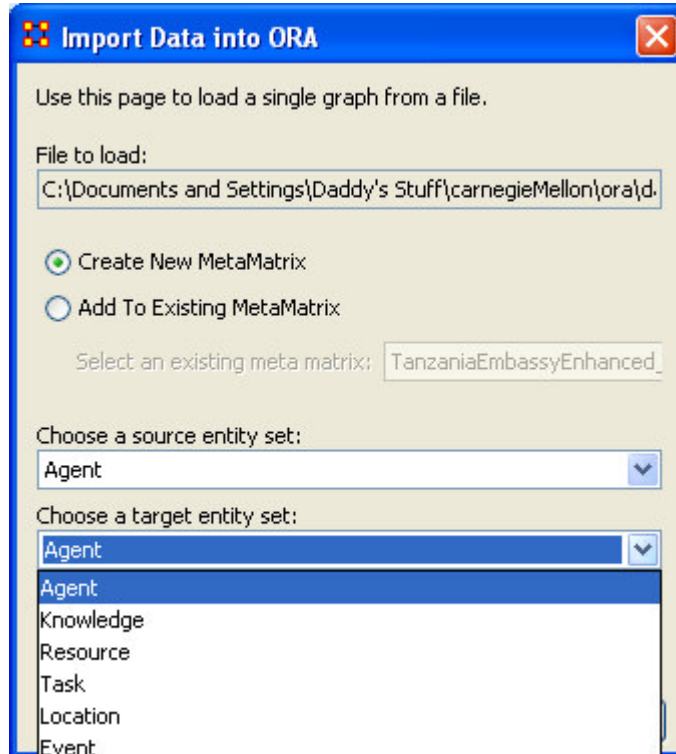 Import Data into ORA
Use this page to load a single graph from a file.
File to load:
C:\Documents and Settings\Daddy's Stuff\carnegieMellon\ora\d
Create New MetaMatrix
Add To Existing MetaMatrix
Select an existing meta matrix: TanzaniaEmbassyEnhanced_
Choose a source entity set:
Agent
Choose a target entity set:
Agent
Agent
Knowledge
Resource
Task
Location
Event